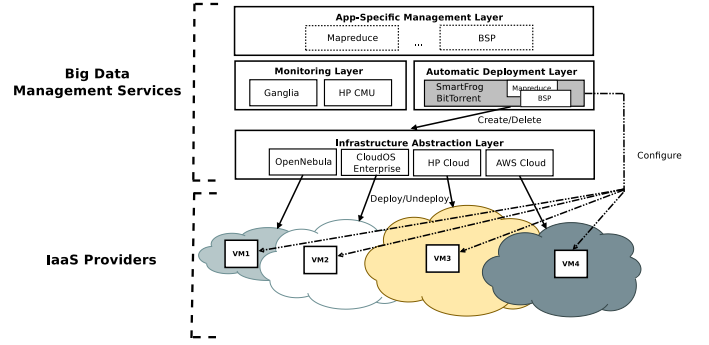 App-Specific Management Layer
Mapreduce
...
BSP
Big Data
Management Services
Monitoring Layer
Ganglia
HP CMU
Automatic Deployment Layer
SmartFrog
BitTorrent
Mapreduce
BSP
Create/Delete
Infrastructure Abstraction Layer
OpenNebula
CloudOS
Enterprise
HP Cloud
AWS Cloud
Configure
Deploy/Undeploy
IaaS Providers
VM1
VM2
VM3
VM4